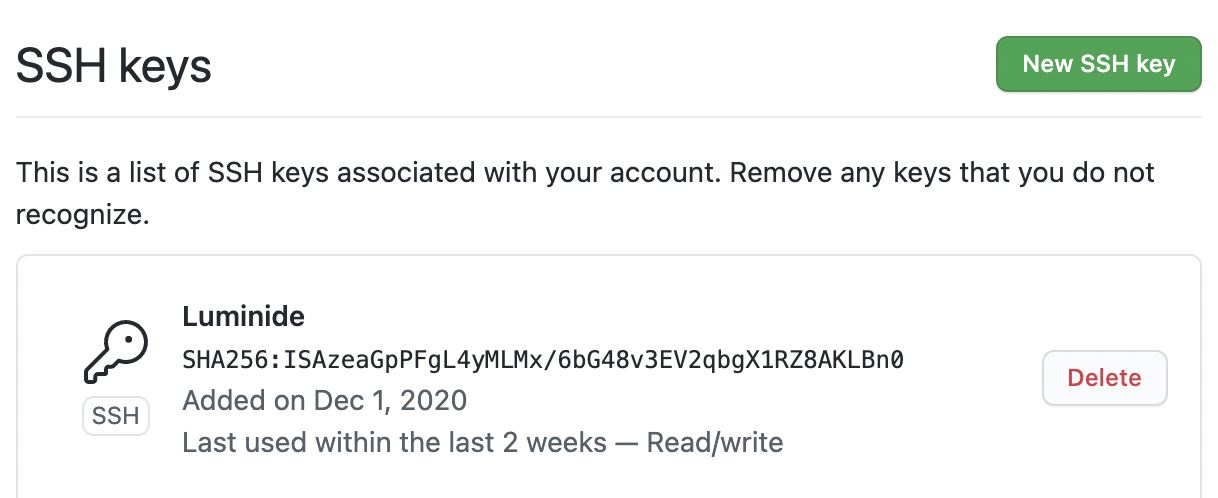 SSH keys
New SSH key
This is a list of SSH keys associated with your account. Remove any keys that you do not
recognize.
Luminide
SHA256:ISAzeaGpPFgL4yMLMx/6bG48v3EV2qbgX1RZ8AKLBn0
Added on Dec 1, 2020
Last used within the last 2 weeks — Read/write
SSH
Delete